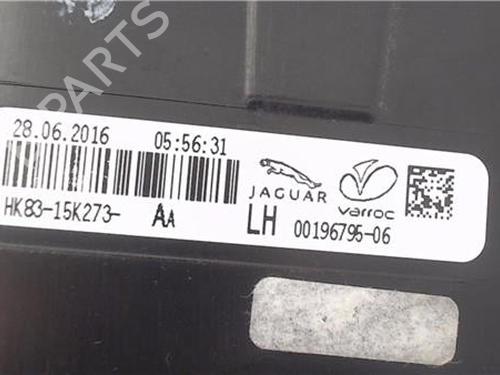 28.06.2016 05:56:31
JAGUAR varroc
HK83-15K273- AA LH 00196795-06
B-PARTS